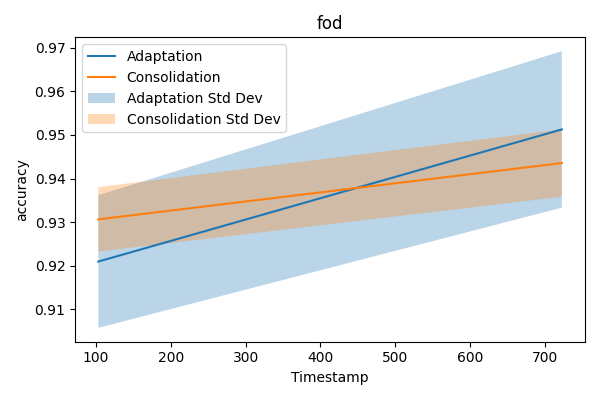 fod
Adaptation
Consolidation
Adaptation Std Dev
Consolidation Std Dev
accuracy
0.97
0.96
0.95
0.94
0.93
0.92
0.91
100 200 300 400 500 600 700
Timestamp